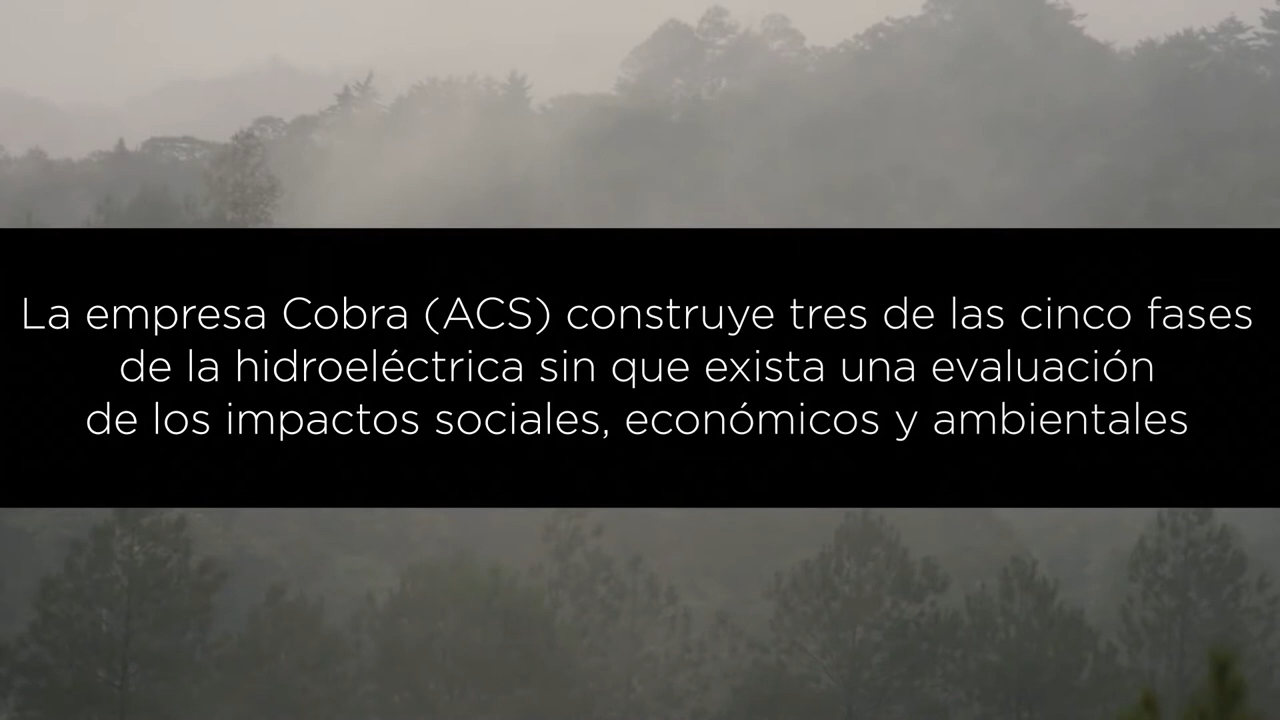 La empresa Cobra (ACS) construye tres de las cinco fases
de la hidroeléctrica sin que exista una evaluación
de los impactos sociales, económicos y ambientales